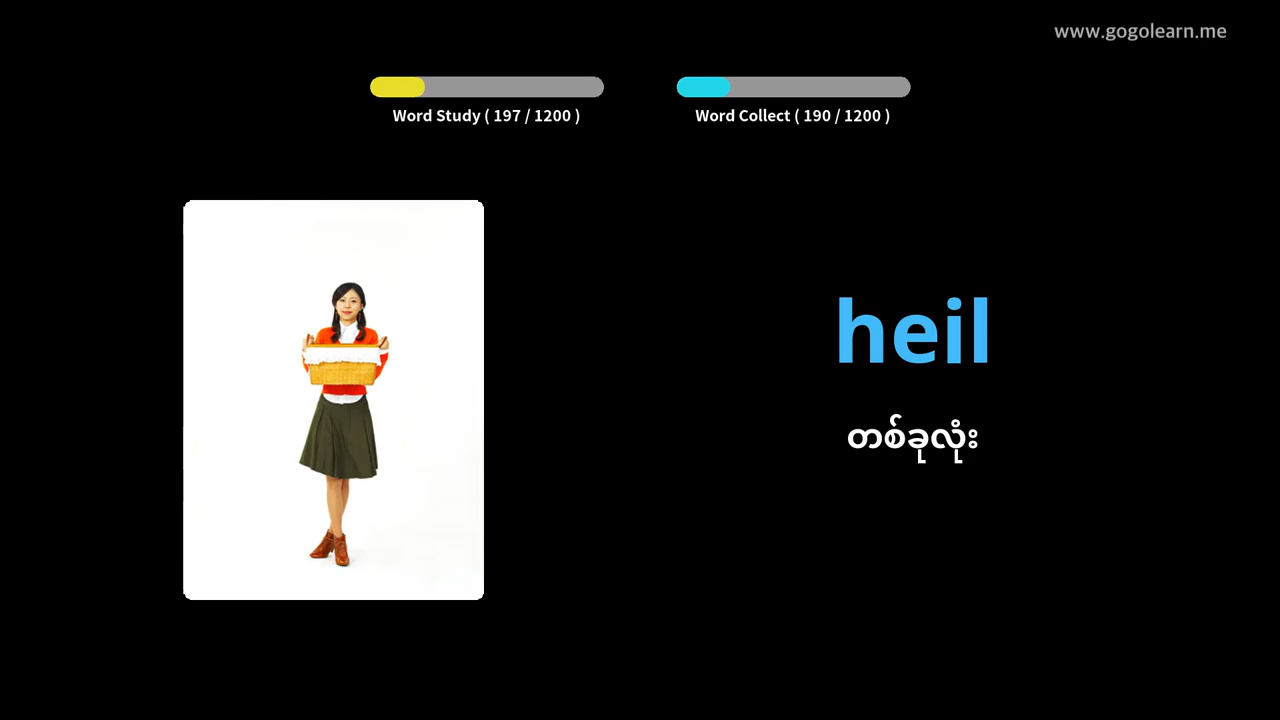 www.gogolearn.me
Word Study ( 197 / 1200 )
Word Collect ( 190 / 1200 )
heil
တစ်ခုလုံး